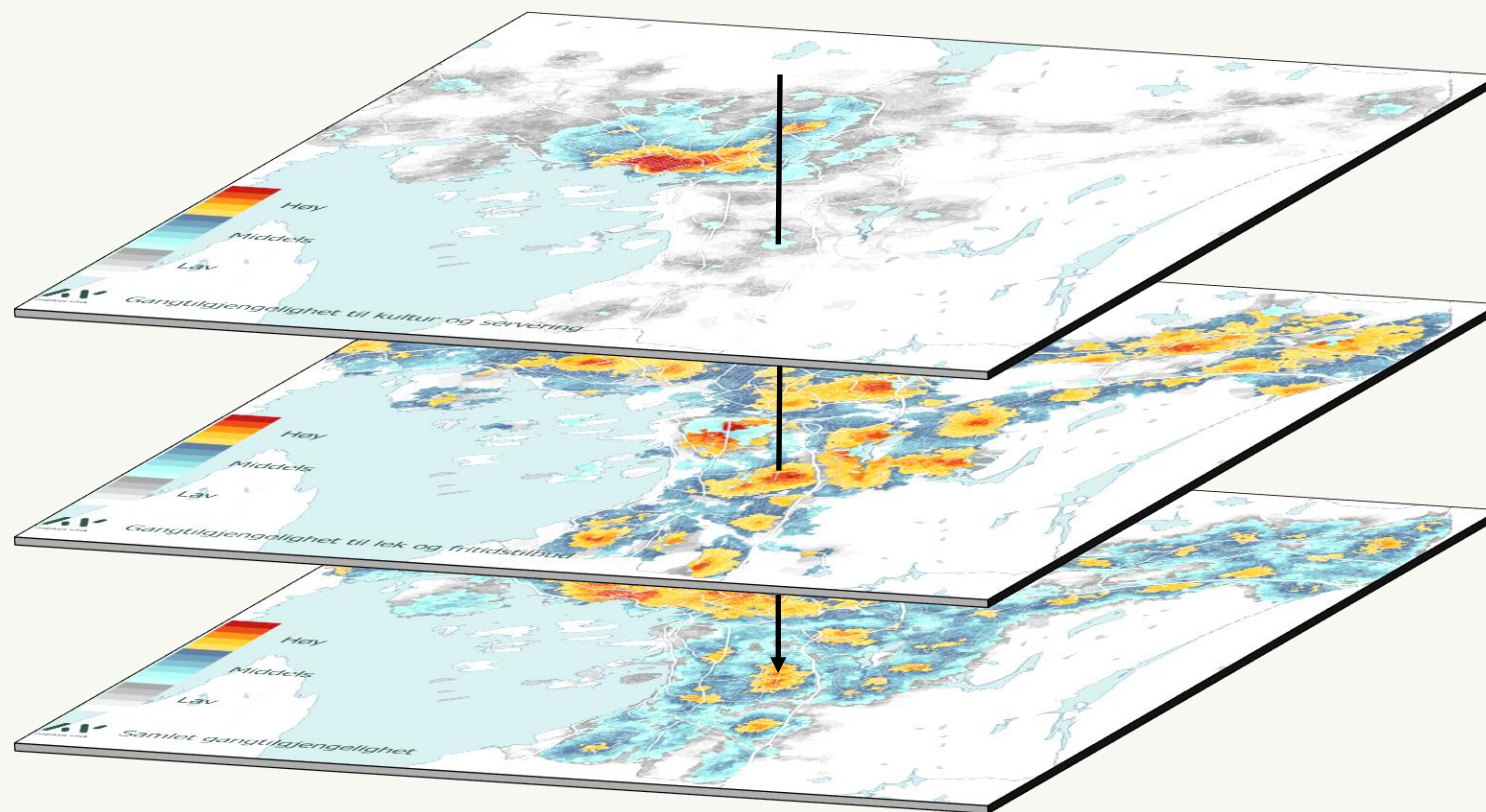 Høy
Middels
Lav
Gangtilgjengelighet til kultur og servering
Høy
Middels
Lav
Gangtilgjengelighet til lek og fritidstilbud
Høy
Middels
Lav
Samlet gangtilgjengelighet